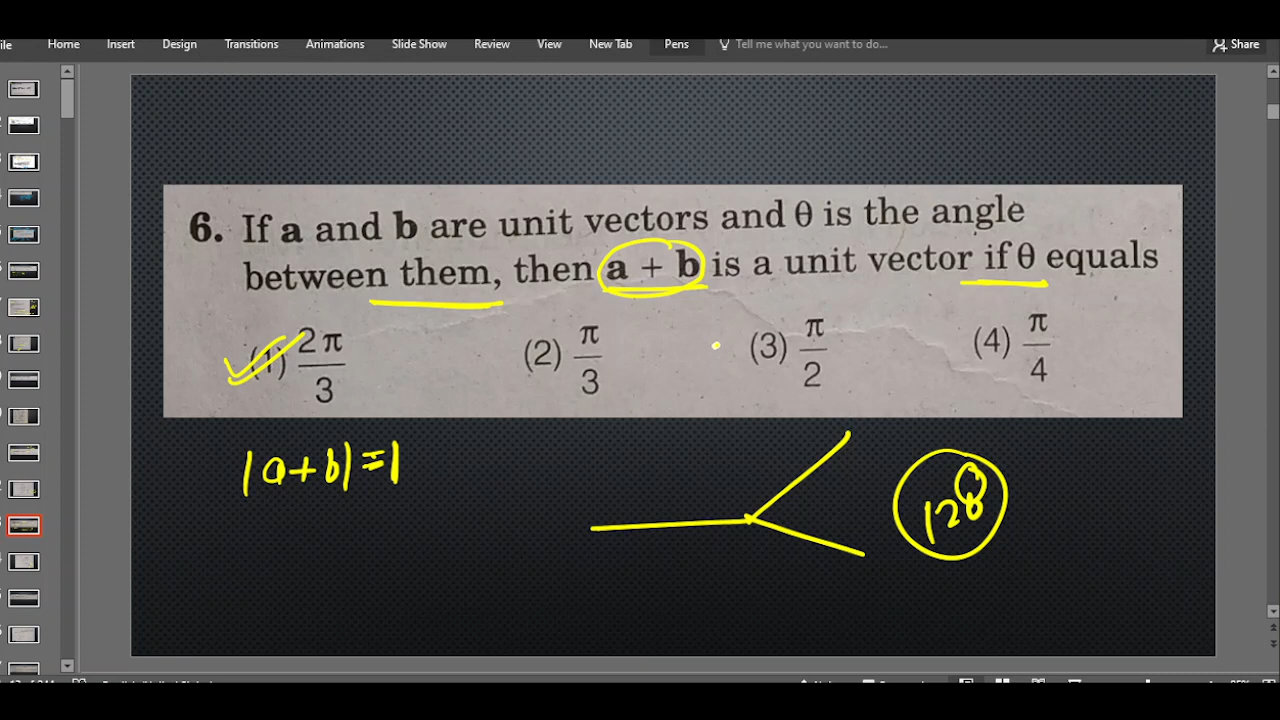 File Home Insert Design Transitions Animations Slide Show Review View New Tab Pens Tell me what you want to do... Share
6. If a and b are unit vectors and θ is the angle
between them, then a + b is a unit vector if θ equals
(1) 2π/3 (2) π/3 (3) π/2 (4) π/4
|a+b|=1
120